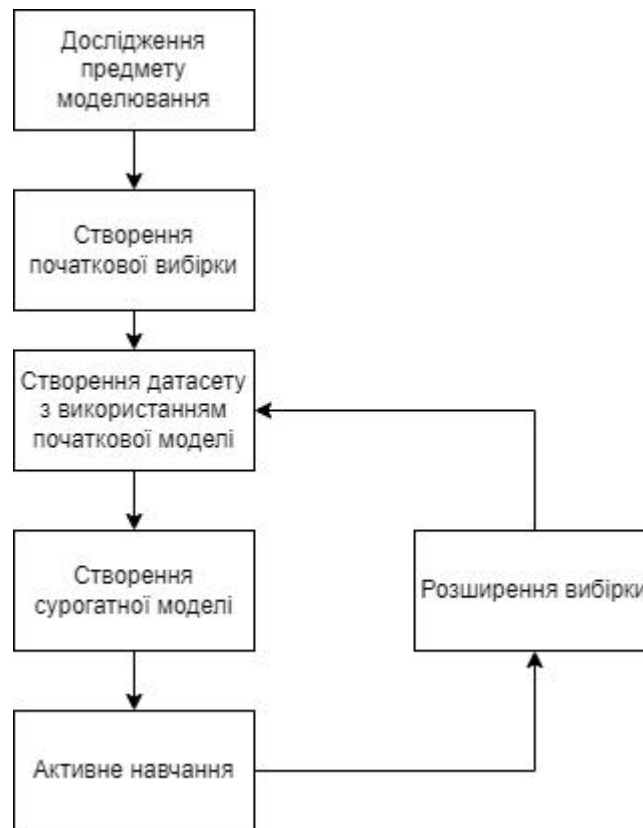 Дослідження
предмету
моделювання
Створення
початкової вибірки
Створення датасету
з використанням
початкової моделі
Створення
сурогатної моделі
Розширення вибірки
Активне навчання